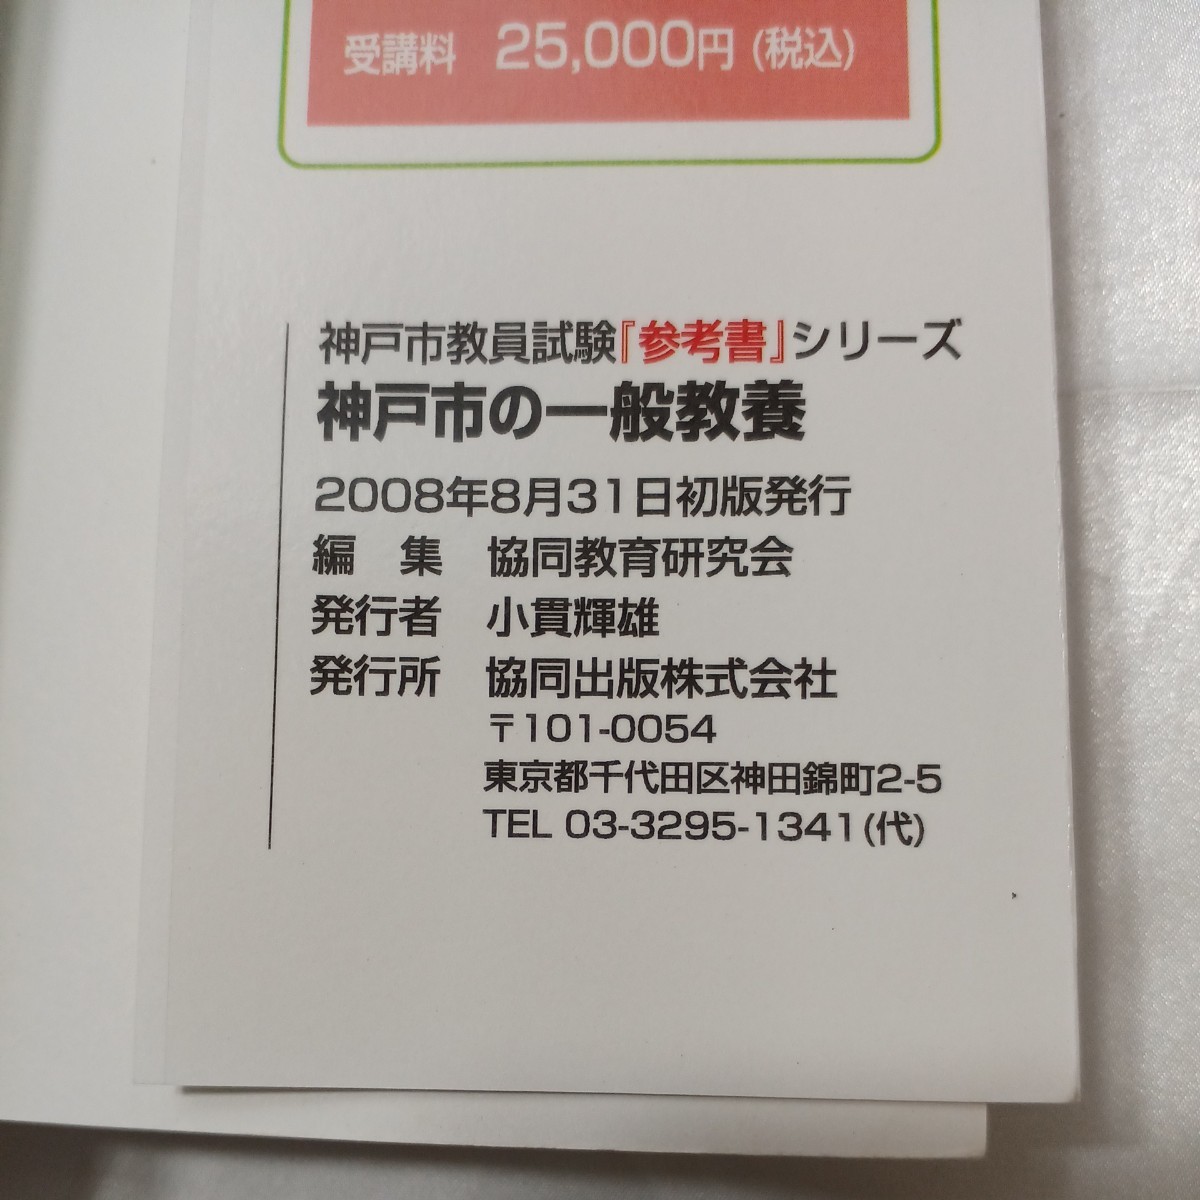 受講料 25,000円 (税込)
神戸市教員試験『参考書』シリーズ
神戸市の一般教養
2008年8月31日初版発行
編 集 協同教育研究会
発行者 小貫輝雄
発行所 協同出版株式会社
〒101-0054
東京都千代田区神田錦町2-5
TEL 03-3295-1341(代)